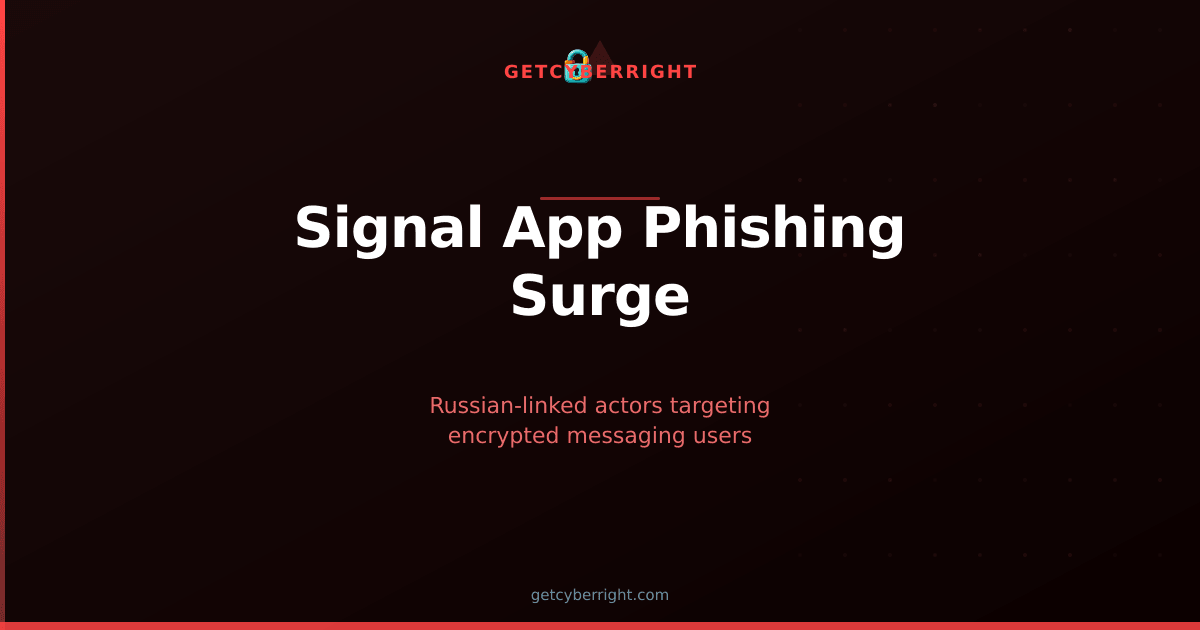 GETCYBERRIGHT
Signal App Phishing
Surge
Russian-linked actors targeting
encrypted messaging users
getcyberright.com